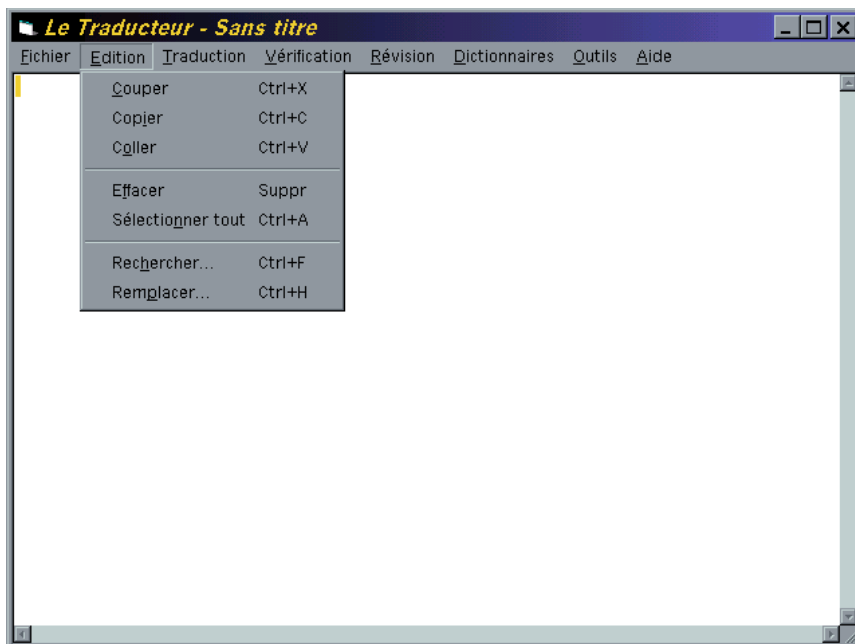 Le Traducteur - Sans titre
Fichier Edition Traduction Vérification Révision Dictionnaires Outils Aide
Couper Ctrl+X
Copier Ctrl+C
Coller Ctrl+V
Effacer Suppr
Sélectionner tout Ctrl+A
Rechercher... Ctrl+F
Remplacer... Ctrl+H